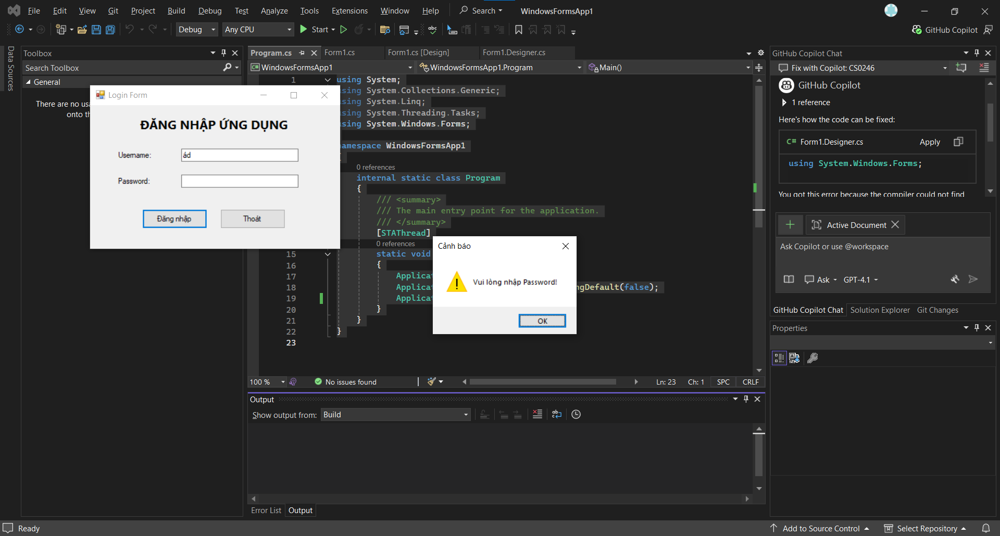 File Edit View Git Project Build Debug Test Analyze Tools Extensions Window Help Search WindowsFormsApp1
Debug Any CPU Start GitHub Copilot
Data Sources
Toolbox
Search Toolbox
General
There are no usa
onto th
Login Form
ĐĂNG NHẬP ỨNG DỤNG
Username: ád
Password:
Đăng nhập Thoát
Program.cs Form1.cs Form1.cs [Design] Form1.Designer.cs
C# WindowsFormsApp1 WindowsFormsApp1.Program Main()
1 using System;
using System.Collections.Generic;
using System.Linq;
using System.Threading.Tasks;
using System.Windows.Forms;
namespace WindowsFormsApp1
{
0 references
internal static class Program
{
/// <summary>
/// The main entry point for the application.
/// </summary>
[STAThread]
0 references
15 static void
16 {
17 Applicat
18 Applicat ngDefault(false);
19 Applicat
20 }
21 }
22 }
23
Cảnh báo
Vui lòng nhập Password!
OK
100 % No issues found Ln: 23 Ch: 1 SPC CRLF
Output
Show output from: Build
Error List Output
GitHub Copilot Chat
Fix with Copilot: CS0246
GitHub Copilot
1 reference
Here's how the code can be fixed:
C# Form1.Designer.cs Apply
using System.Windows.Forms;
You got this error because the compiler could not find
Active Document
Ask Copilot or use @workspace
Ask GPT-4.1
GitHub Copilot Chat Solution Explorer Git Changes
Properties
Ready Add to Source Control Select Repository